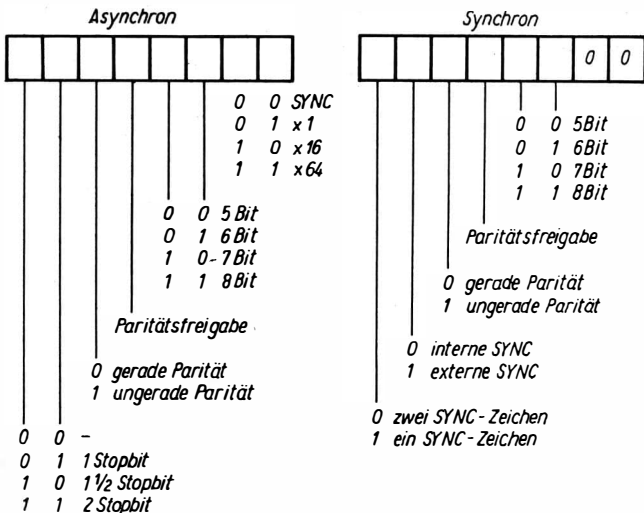 Asynchron
0 0 SYNC
0 1 x1
1 0 x16
1 1 x64
0 0 5 Bit
0 1 6 Bit
1 0-7 Bit
1 1 8 Bit
Paritätsfreigabe
0 gerade Parität
1 ungerade Parität
0 0 -
0 1 1 Stopbit
1 0 1½ Stopbit
1 1 2 Stopbit
Synchron
0 0
0 0 5Bit
0 1 6Bit
1 0 7Bit
1 1 8Bit
Paritätsfreigabe
0 gerade Parität
1 ungerade Parität
0 interne SYNC
1 externe SYNC
0 zwei SYNC-Zeichen
1 ein SYNC-Zeichen